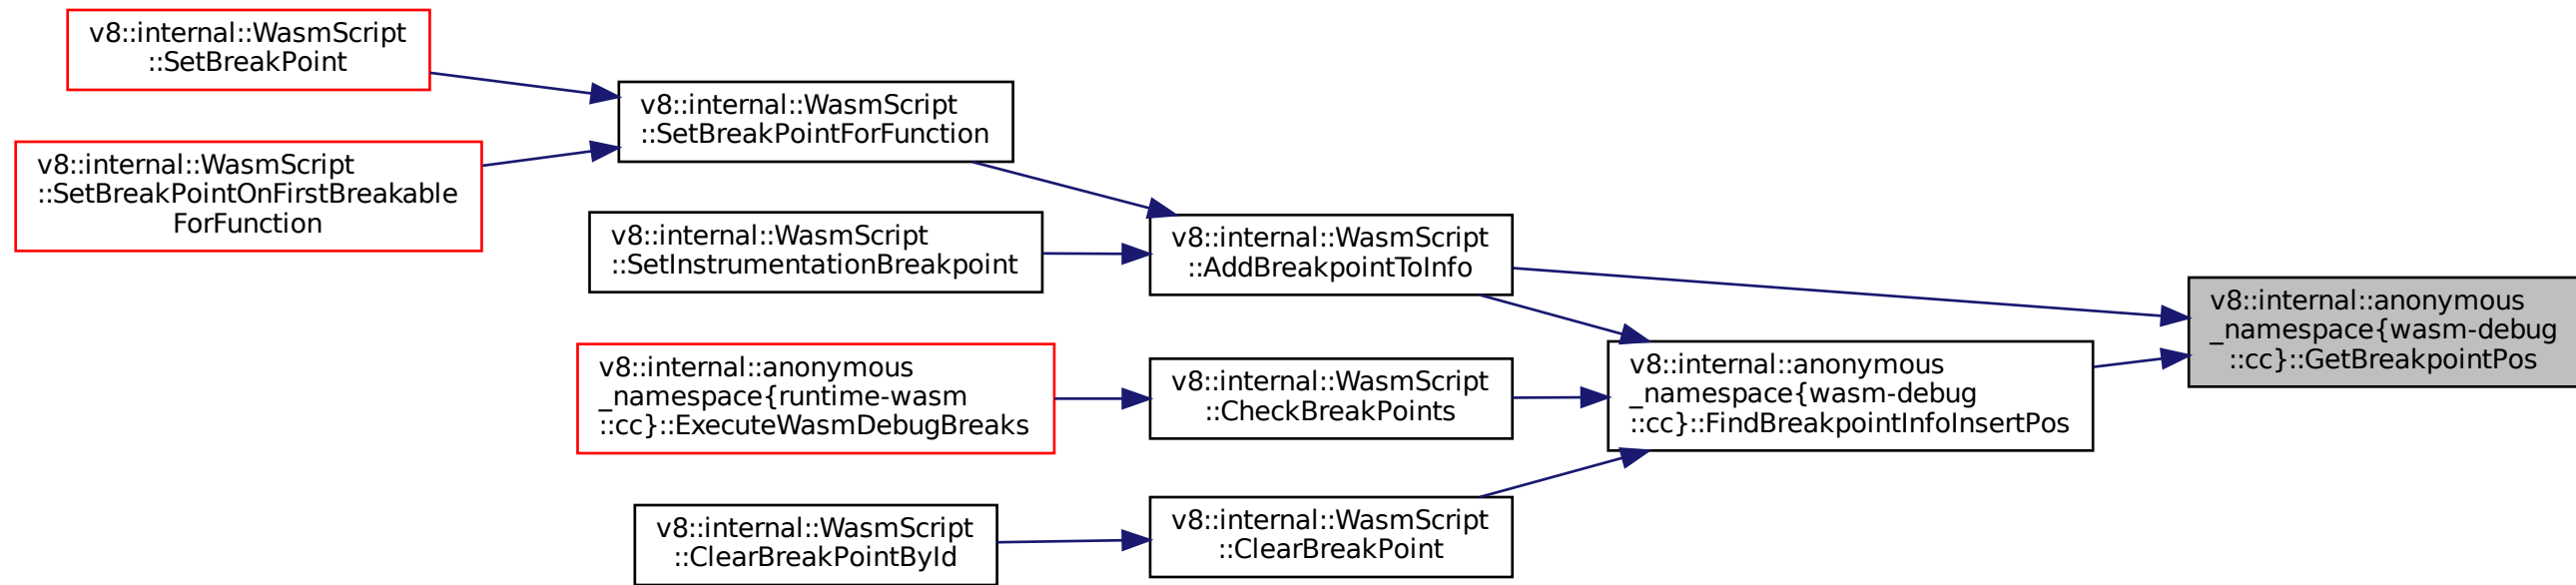 v8::internal::WasmScript
::SetBreakPoint
v8::internal::WasmScript
::SetBreakPointOnFirstBreakable
ForFunction
v8::internal::WasmScript
::SetBreakPointForFunction
v8::internal::WasmScript
::SetInstrumentationBreakpoint
v8::internal::anonymous
_namespace{runtime-wasm
::cc}::ExecuteWasmDebugBreaks
v8::internal::WasmScript
::ClearBreakPointById
v8::internal::WasmScript
::AddBreakpointToInfo
v8::internal::WasmScript
::CheckBreakPoints
v8::internal::WasmScript
::ClearBreakPoint
v8::internal::anonymous
_namespace{wasm-debug
::cc}::FindBreakpointInfoInsertPos
v8::internal::anonymous
_namespace{wasm-debug
::cc}::GetBreakpointPos